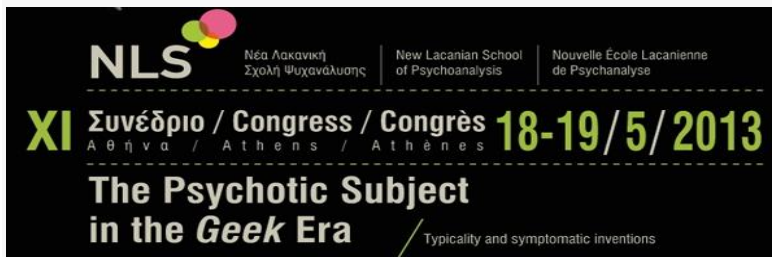 NLS
Νέα Λακανική
Σχολή Ψυχανάλυσης
New Lacanian School
of Psychoanalysis
Nouvelle École Lacanienne
de Psychanalyse
XI Συνέδριο / Congress / Congrès 18-19/5/2013
Αθήνα / Athens / Athènes
The Psychotic Subject
in the Geek Era
Typicality and symptomatic inventions